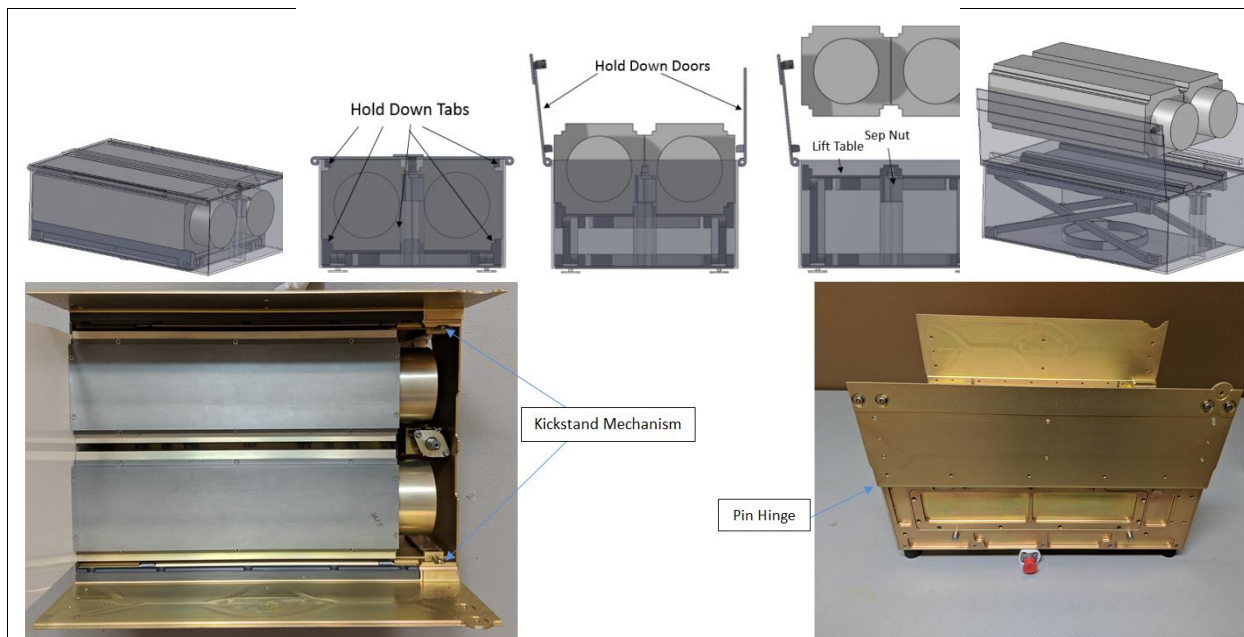 Hold Down Tabs
Hold Down Doors
Sep Nut
Lift Table
Kickstand Mechanism
Pin Hinge